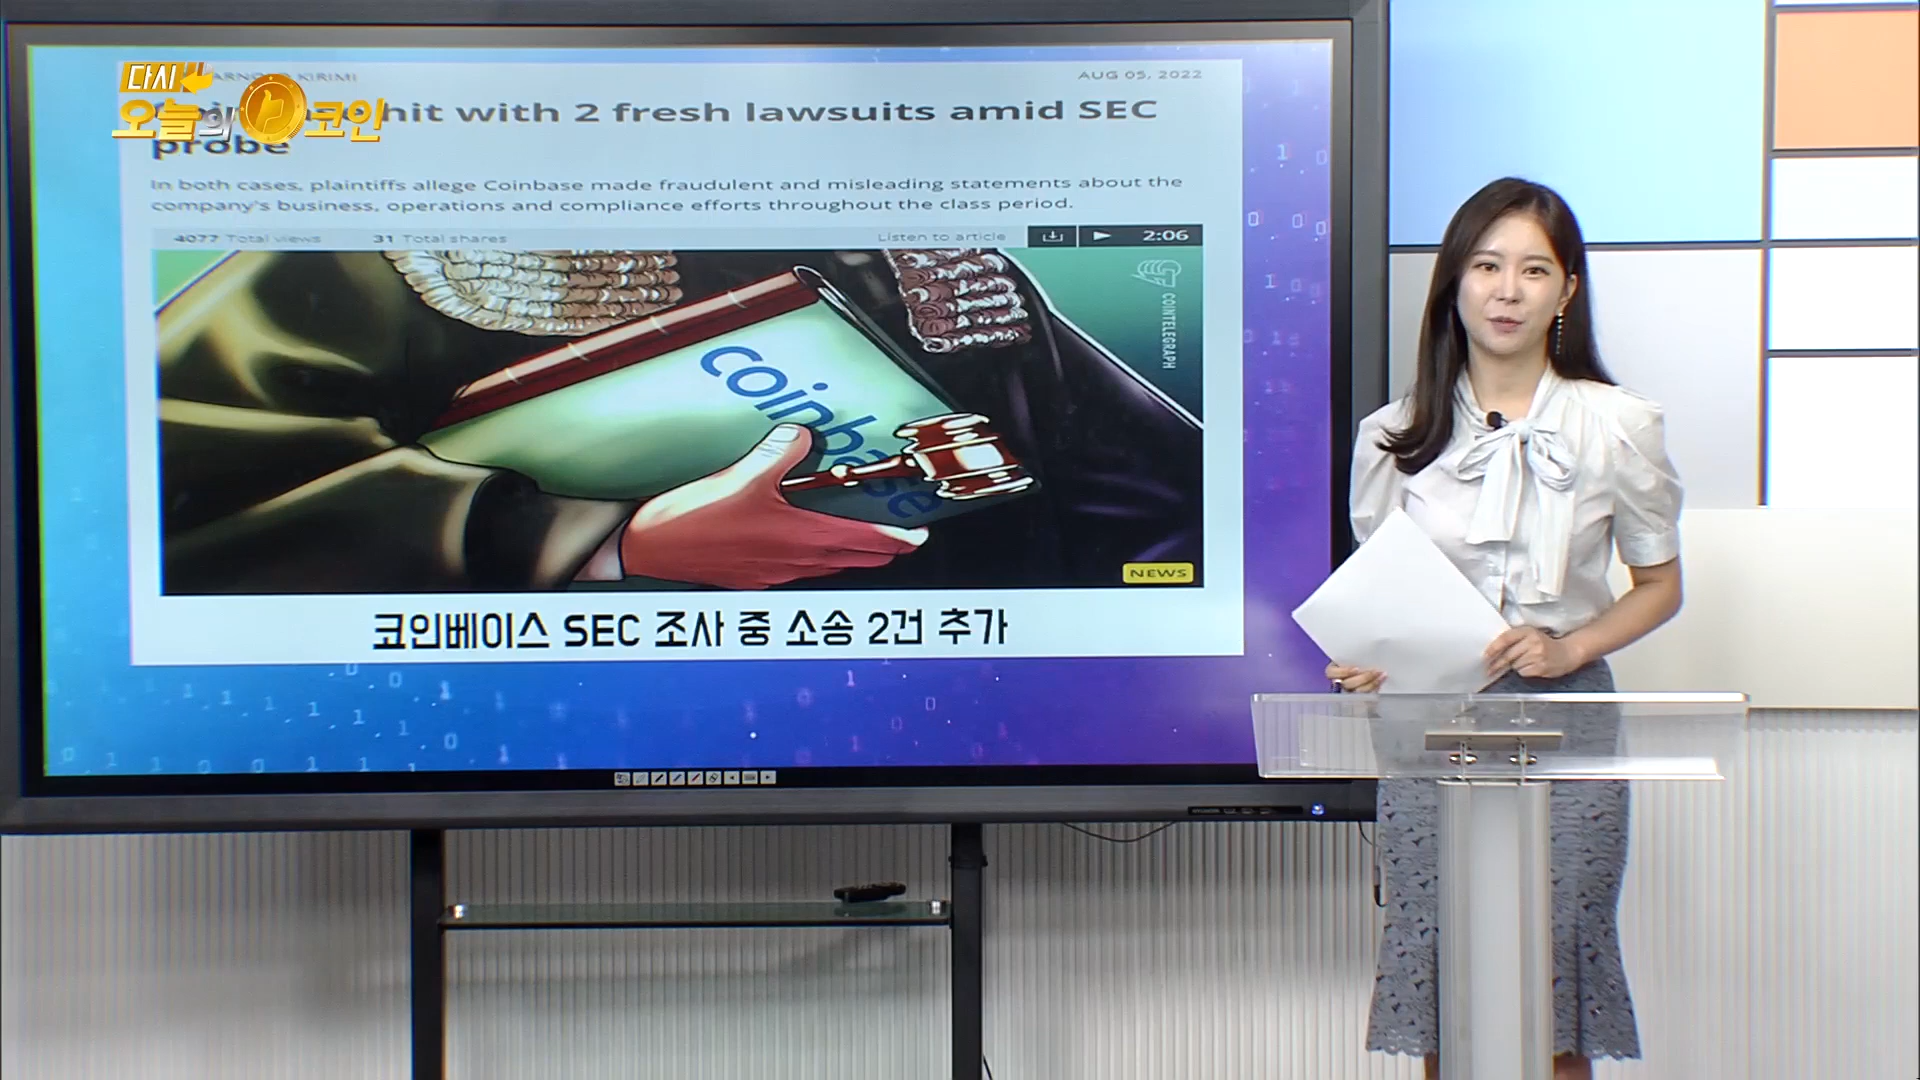 다시
오늘의 코인
KIRIMI
AUG 05, 2022
hit with 2 fresh lawsuits amid SEC
probe
In both cases, plaintiffs allege Coinbase made fraudulent and misleading statements about the
company's business, operations and compliance efforts throughout the class period.
4077 Total views 31 Total shares
Listen to article 2:06
COINTELEGRAPH
coinbase
NEWS
코인베이스 SEC 조사 중 소송 2건 추가